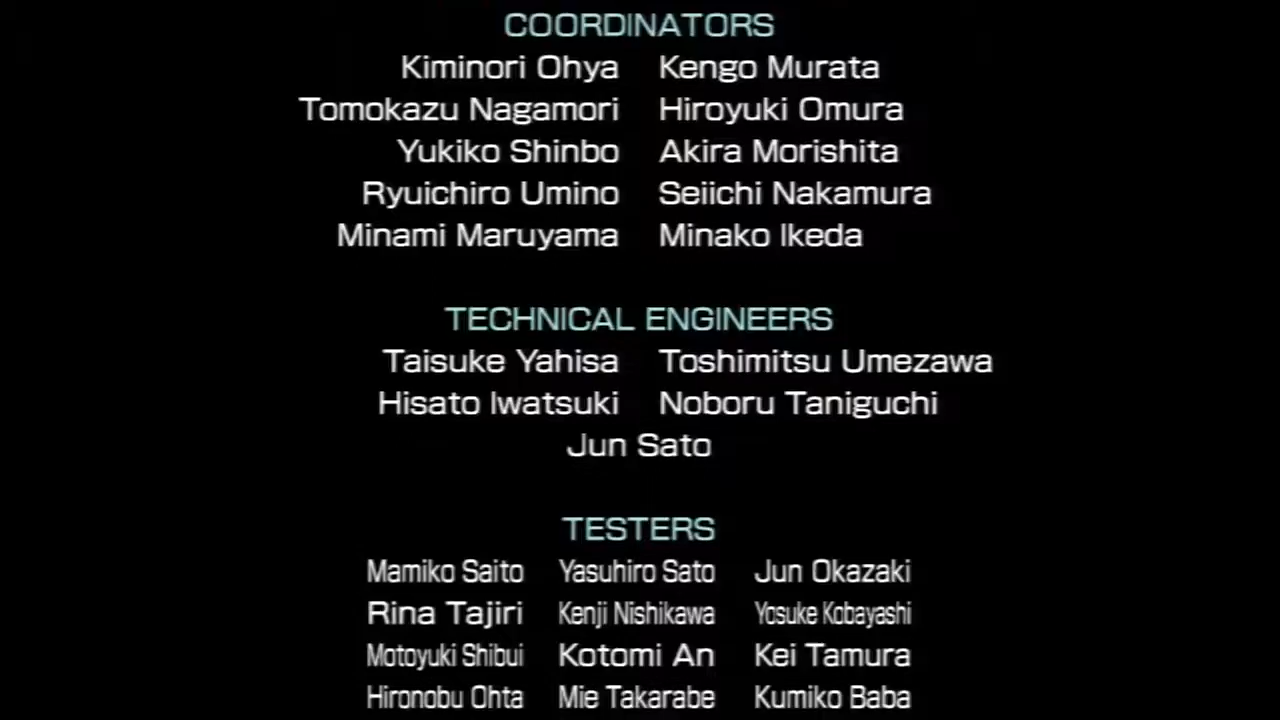 COORDINATORS
Kiminori Ohya Kengo Murata
Tomokazu Nagamori Hiroyuki Omura
Yukiko Shinbo Akira Morishita
Ryuichiro Umino Seiichi Nakamura
Minami Maruyama Minako Ikeda
TECHNICAL ENGINEERS
Taisuke Yahisa Toshimitsu Umezawa
Hisato Iwatsuki Noboru Taniguchi
Jun Sato
TESTERS
Mamiko Saito Yasuhiro Sato Jun Okazaki
Rina Tajiri Kenji Nishikawa Yosuke Kobayashi
Motoyuki Shibui Kotomi An Kei Tamura
Hironobu Ohta Mie Takarabe Kumiko Baba